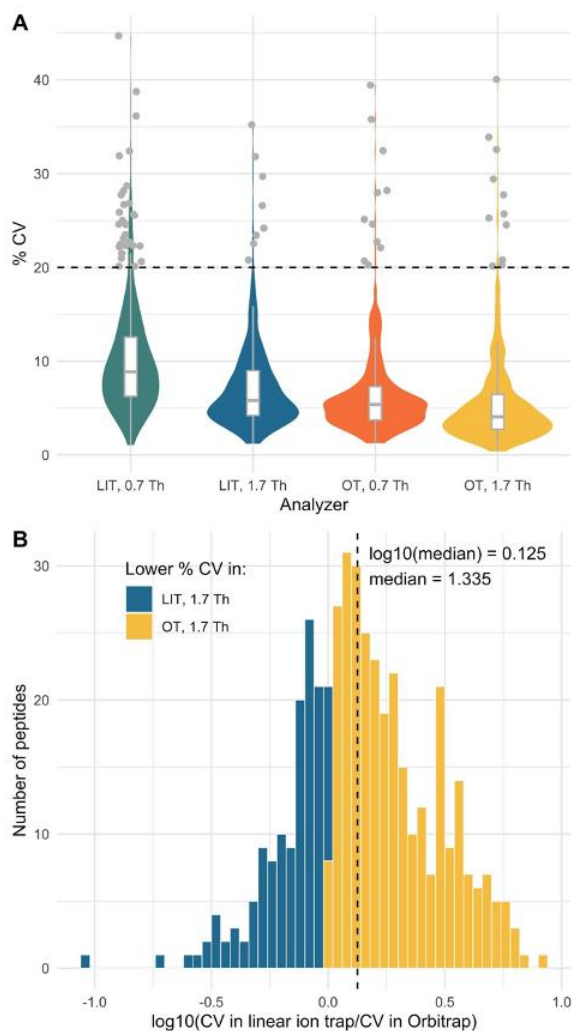 A
% CV
40
30
20
10
0
LIT, 0.7 Th
LIT, 1.7 Th
OT, 0.7 Th
OT, 1.7 Th
Analyzer
B
Lower % CV in:
LIT, 1.7 Th
OT, 1.7 Th
log10(median) = 0.125
median = 1.335
Number of peptides
30
20
10
0
-1.0
-0.5
0.0
0.5
1.0
log10(CV in linear ion trap/CV in Orbitrap)